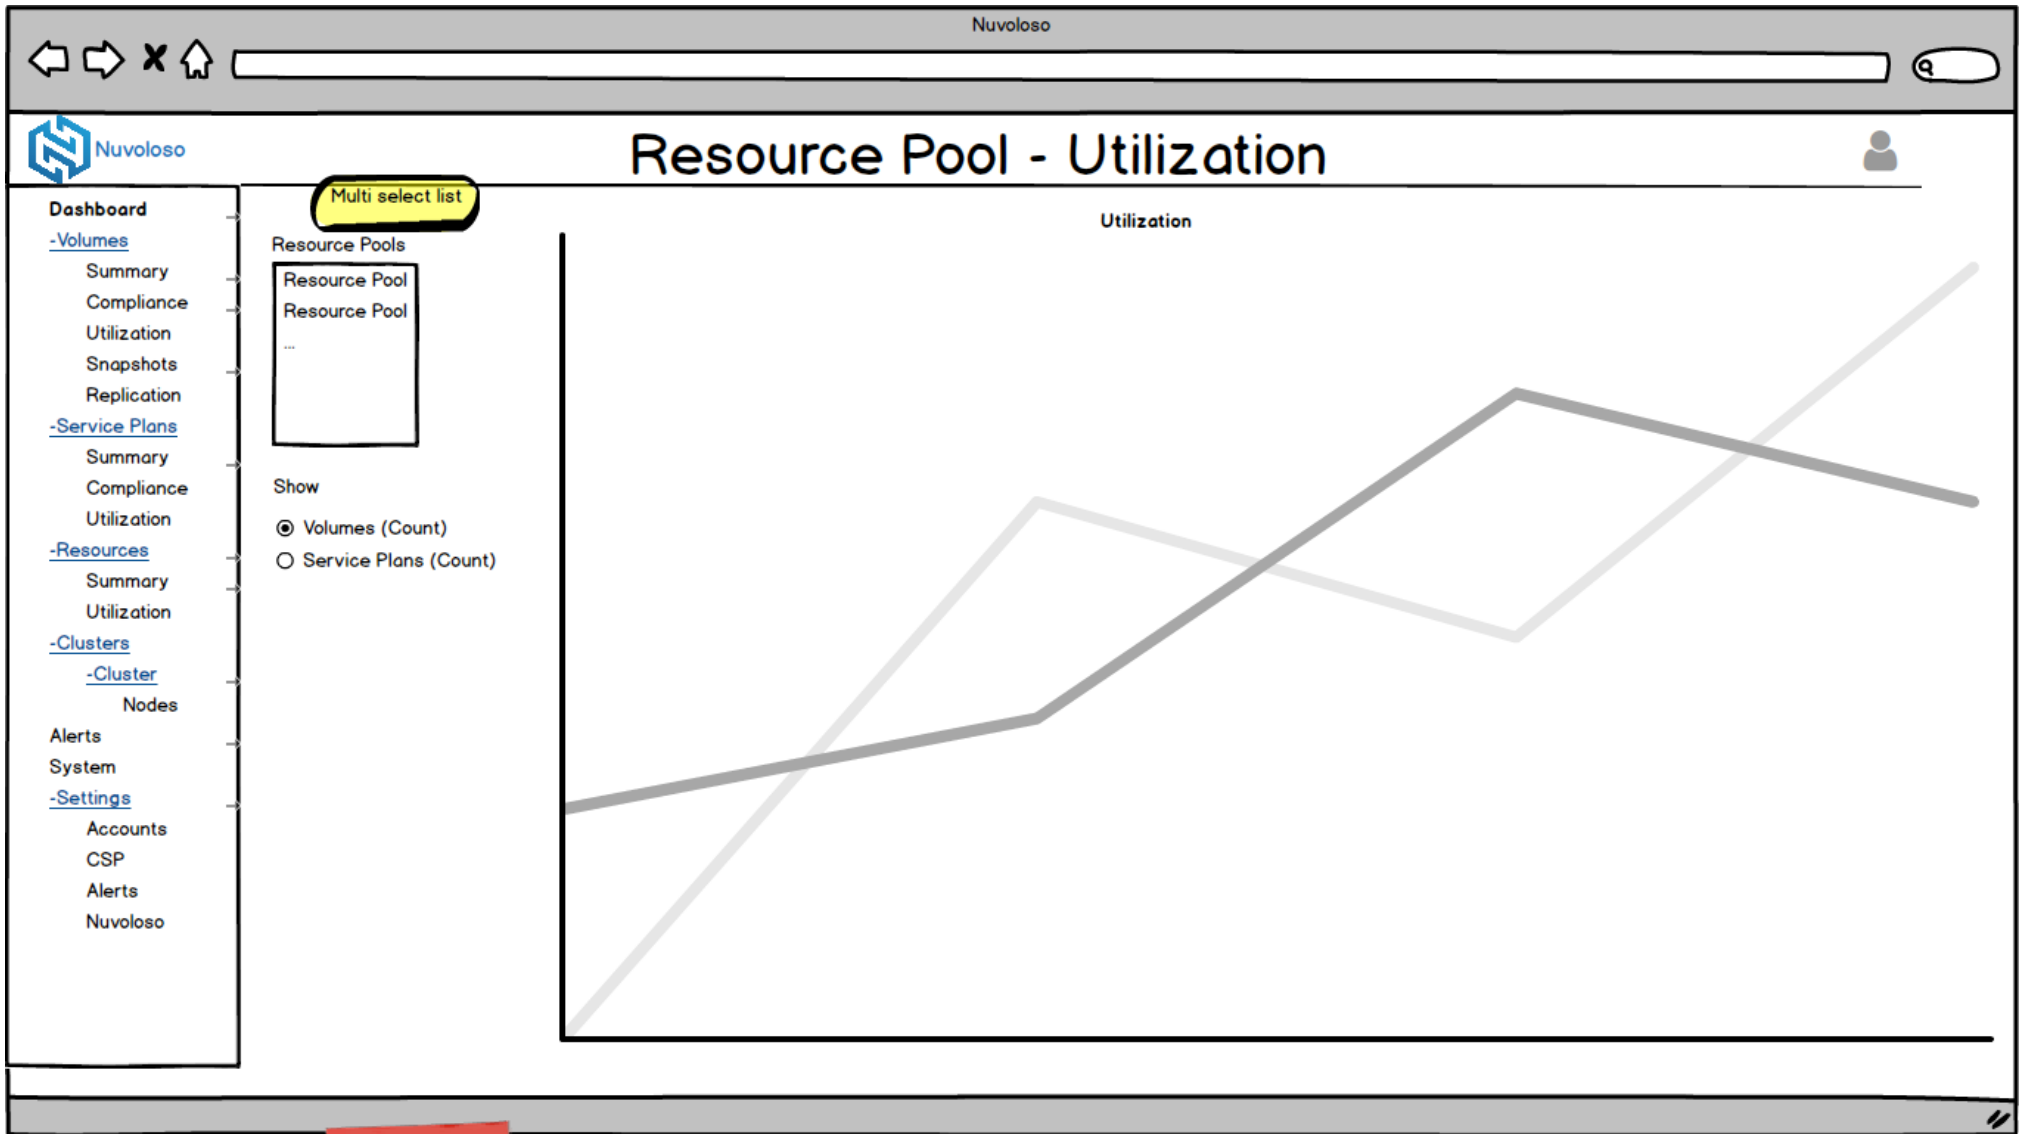 Nuvoloso
Nuvoloso
Resource Pool - Utilization
Dashboard
-Volumes
Summary
Compliance
Utilization
Snapshots
Replication
-Service Plans
Summary
Compliance
Utilization
-Resources
Summary
Utilization
-Clusters
-Cluster
Nodes
Alerts
System
-Settings
Accounts
CSP
Alerts
Nuvoloso
Multi select list
Resource Pools
Resource Pool
Resource Pool
...
Show
Volumes (Count)
Service Plans (Count)
Utilization